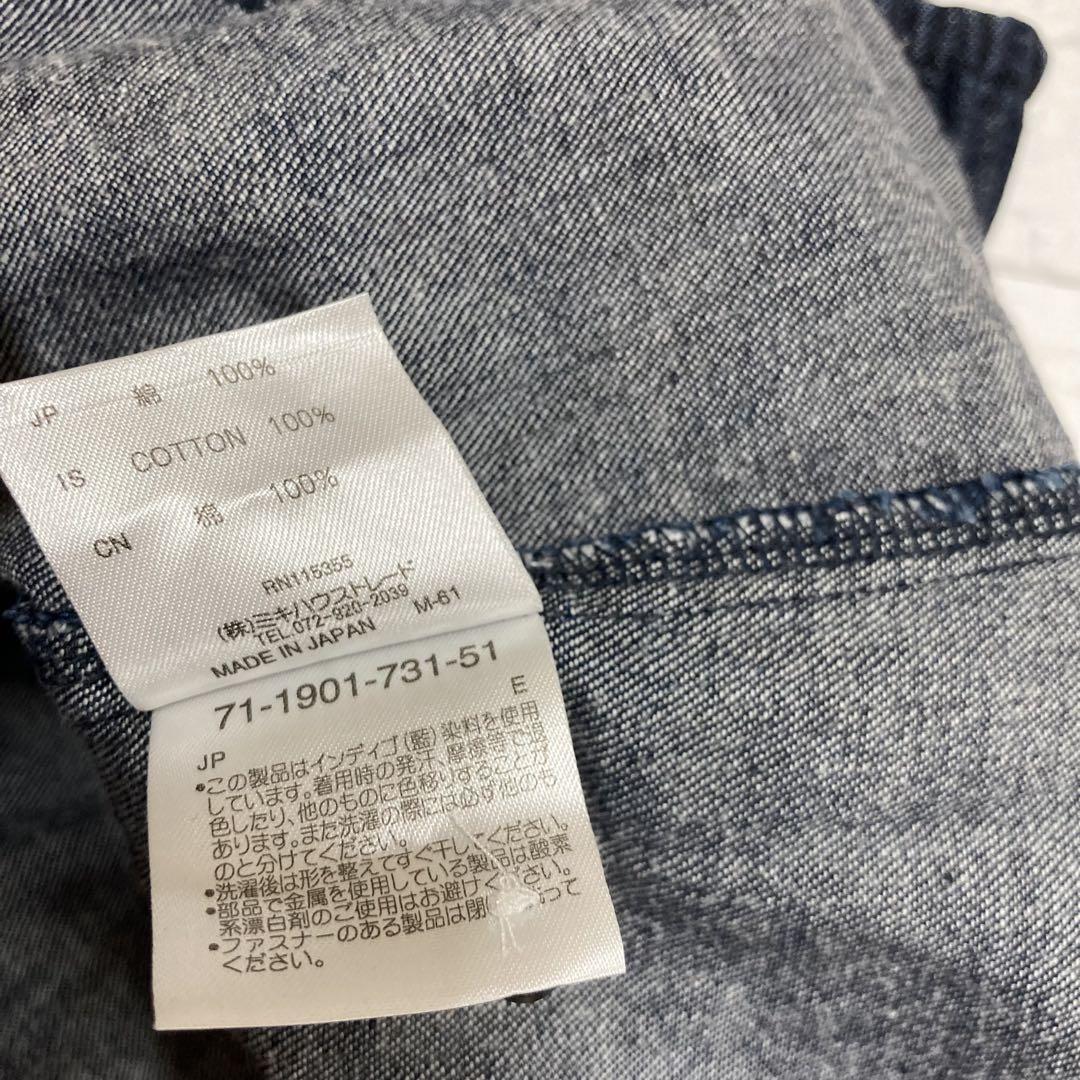 JP 綿 100%
IS COTTON 100%
CN 棉 100%
RN115355
(株)ミキハウストレード
TEL.072-920-2039
MADE IN JAPAN M-61
71-1901-731-51
E
JP
•この製品はインディゴ(藍)染料を使用
しています。着用時の発汗、摩擦等で退
色したり、他のものに色移りすることが
あります。また洗濯の際には必ず他のも
のと分けてください。
•洗濯後は形を整えてすぐ干してください。
•部品で金属を使用している製品は酸素
系漂白剤のご使用はお避けください。
•ファスナーのある製品は閉 って
ください。